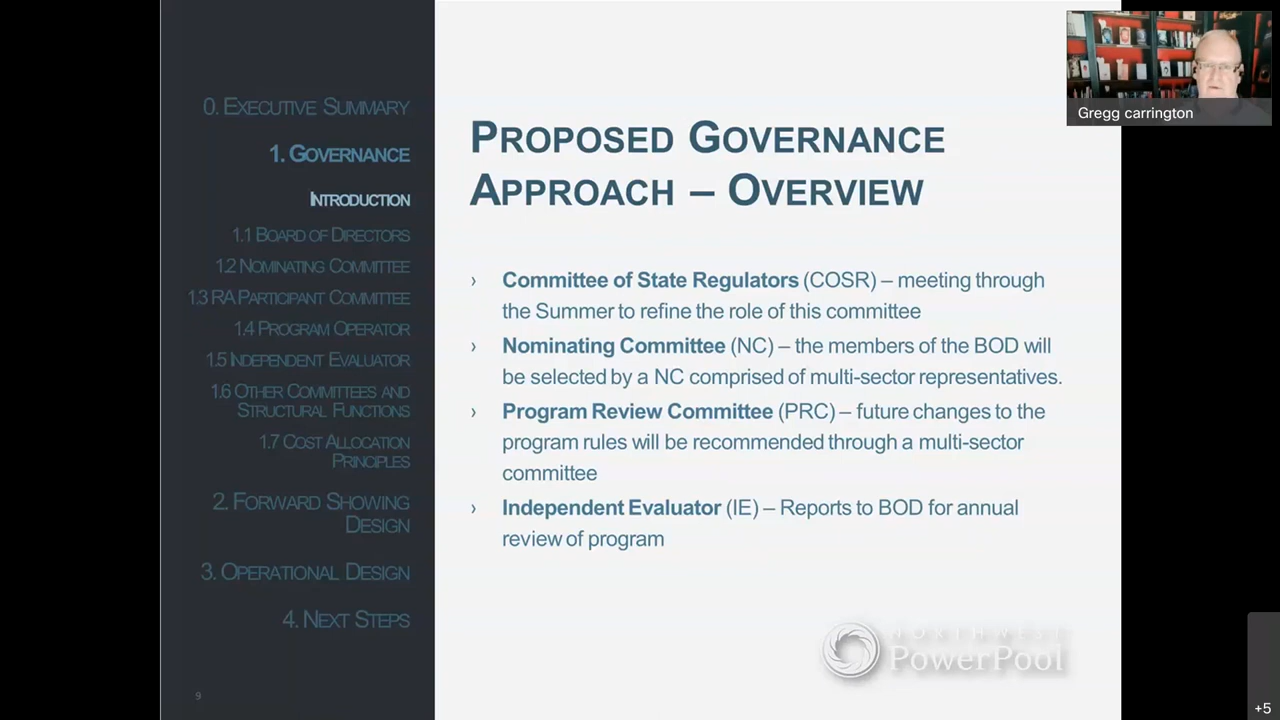 0. Executive Summary
1. Governance
Introduction
1.1 Board of Directors
1.2 Nominating Committee
1.3 RA Participant Committee
1.4 Program Operator
1.5 Independent Evaluator
1.6 Other Committees and
Structural Functions
1.7 Cost Allocation
Principles
2. Forward Showing
Design
3. Operational Design
4. Next Steps
9
Proposed Governance
Approach – Overview
› Committee of State Regulators (COSR) – meeting through
the Summer to refine the role of this committee
› Nominating Committee (NC) – the members of the BOD will
be selected by a NC comprised of multi-sector representatives.
› Program Review Committee (PRC) – future changes to the
program rules will be recommended through a multi-sector
committee
› Independent Evaluator (IE) – Reports to BOD for annual
review of program
NORTHWEST
PowerPool
Gregg carrington
+5